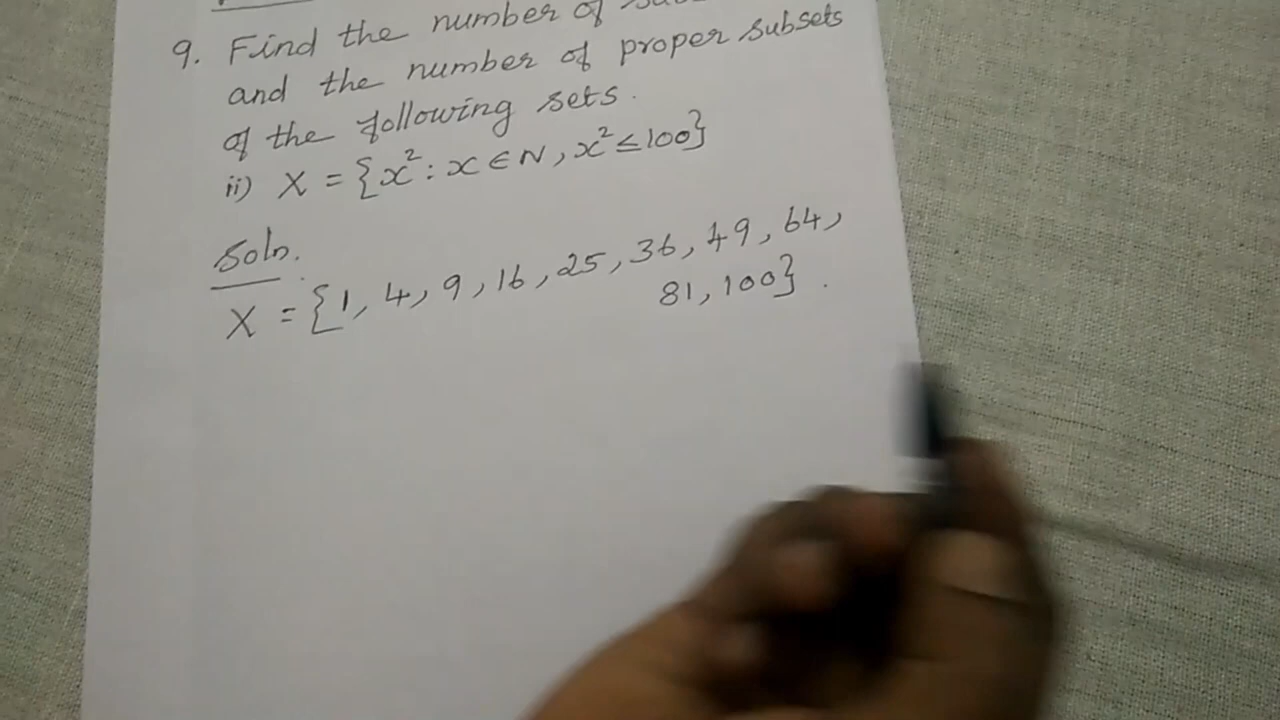 9. Find the number of
and the number of proper subsets
of the following sets.
ii) X = {x² : x ∈ N, x² ≤ 100}
Soln.
X = {1, 4, 9, 16, 25, 36, 49, 64,
81, 100}.